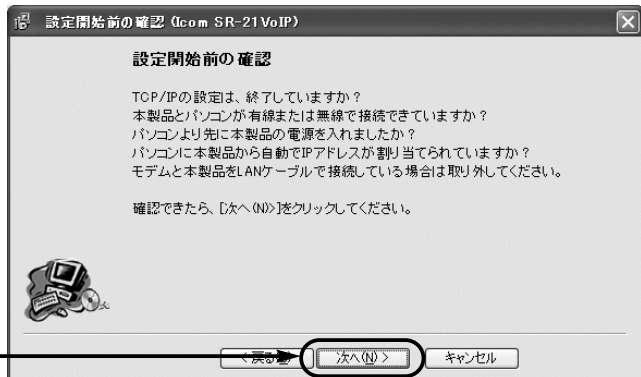 設定開始前の確認 (Icom SR-21VoIP)
設定開始前の確認
TCP/IPの設定は、終了していますか？
本製品とパソコンが有線または無線で接続できていますか？
パソコンより先に本製品の電源を入れましたか？
パソコンに本製品から自動でIPアドレスが割り当てられていますか？
モデムと本製品をLANケーブルで接続している場合は取り外してください。
確認できたら、[次へ(N)>]をクリックしてください。
< 戻る 次へ(N) > キャンセル